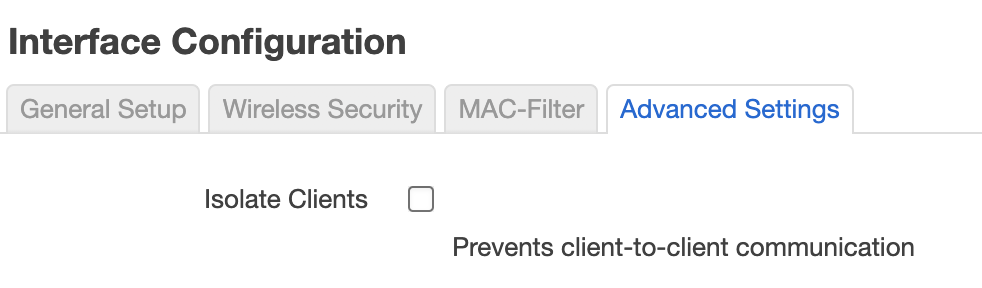 Interface Configuration
General Setup Wireless Security MAC-Filter Advanced Settings
Isolate Clients
Prevents client-to-client communication